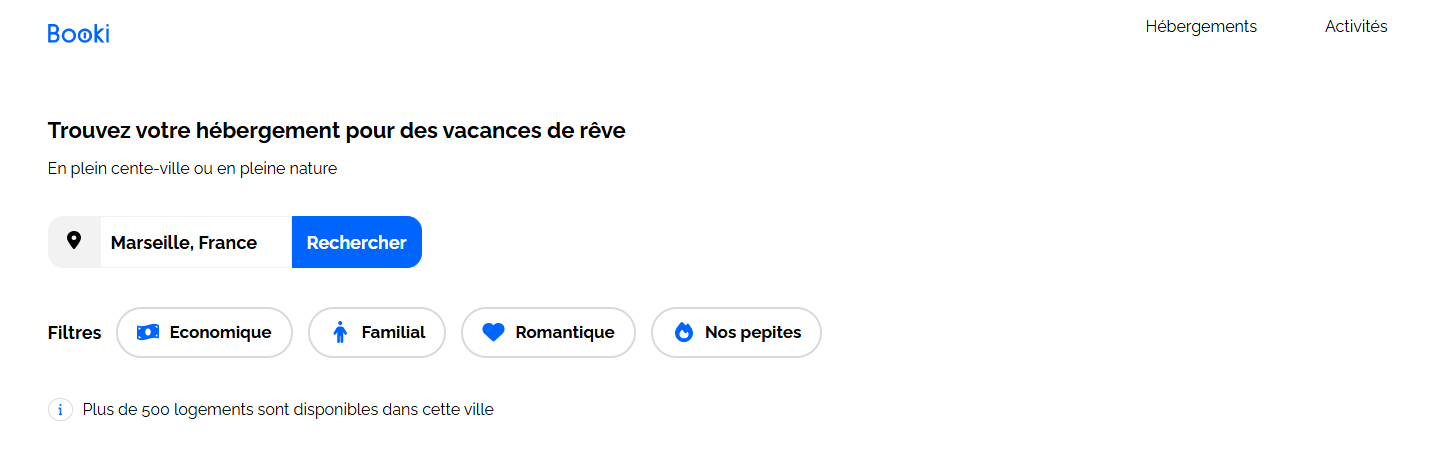 Booki
Hébergements
Activités
Trouvez votre hébergement pour des vacances de rêve
En plein cente-ville ou en pleine nature
Marseille, France
Rechercher
Filtres
Economique
Familial
Romantique
Nos pepites
i
Plus de 500 logements sont disponibles dans cette ville